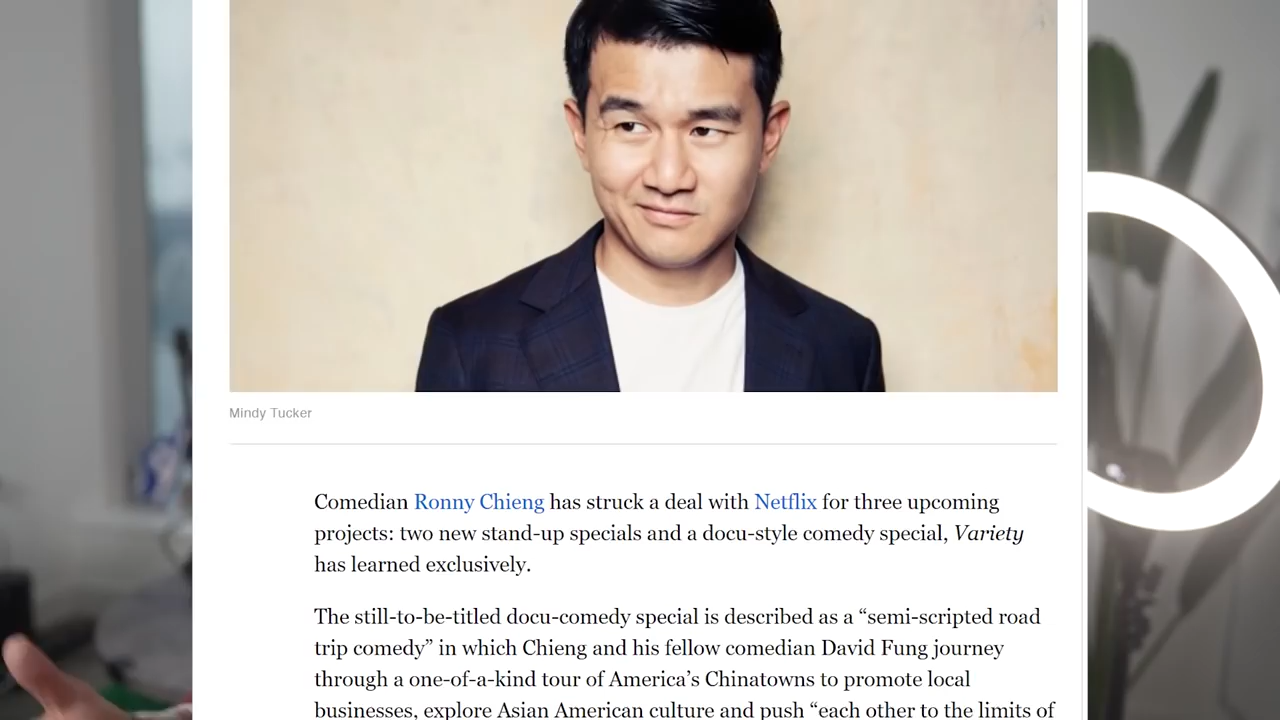 Mindy Tucker
Comedian Ronny Chieng has struck a deal with Netflix for three upcoming
projects: two new stand-up specials and a docu-style comedy special, Variety
has learned exclusively.
The still-to-be-titled docu-comedy special is described as a “semi-scripted road
trip comedy” in which Chieng and his fellow comedian David Fung journey
through a one-of-a-kind tour of America’s Chinatowns to promote local
businesses, explore Asian American culture and push “each other to the limits of